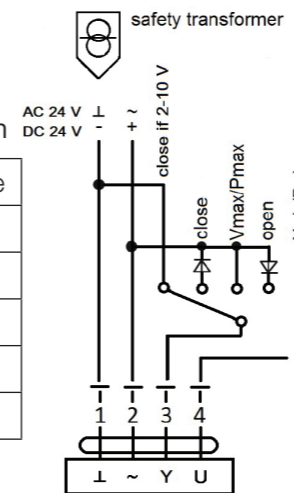 safety transformer
AC 24 V ⊥ ~
DC 24 V - +
close if 2-10 V
close
Vmax/Pmax
open
1 2 3 4
⊥ ~ Y U